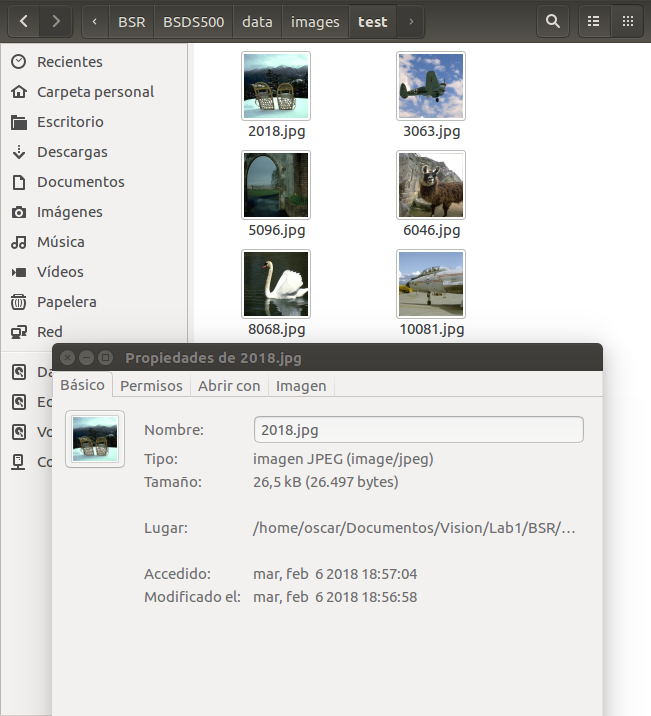 BSR BSDS500 data images test
Recientes
Carpeta personal
Escritorio
Descargas
Documentos
Imágenes
Música
Vídeos
Papelera
Red
2018.jpg 3063.jpg
5096.jpg 6046.jpg
8068.jpg 10081.jpg
Propiedades de 2018.jpg
Básico Permisos Abrir con Imagen
Nombre: 2018.jpg
Tipo: imagen JPEG (image/jpeg)
Tamaño: 26,5 kB (26.497 bytes)
Lugar: /home/oscar/Documentos/Vision/Lab1/BSR/…
Accedido: mar, feb 6 2018 18:57:04
Modificado el: mar, feb 6 2018 18:56:58